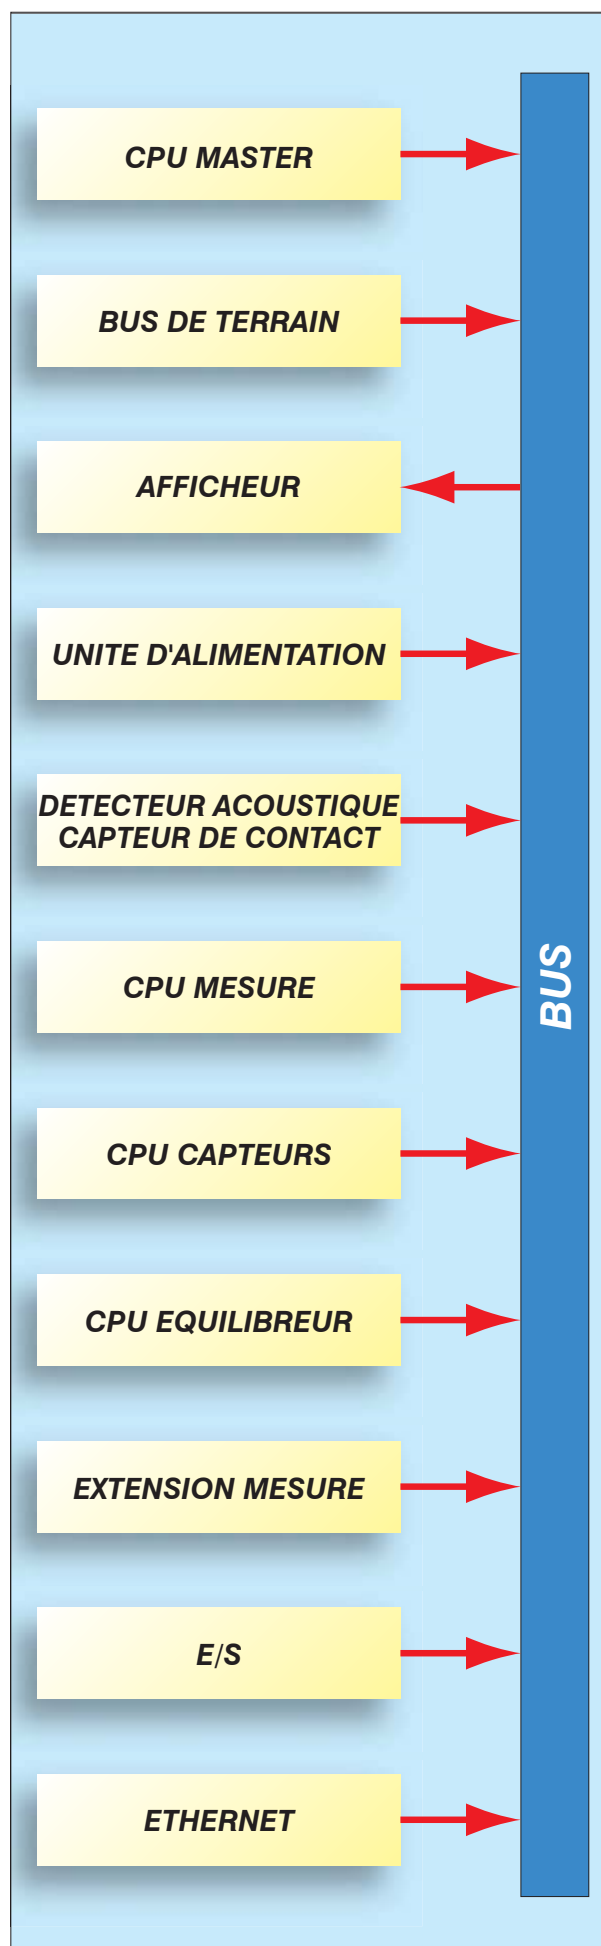 CPU MASTER
BUS DE TERRAIN
AFFICHEUR
UNITE D'ALIMENTATION
DETECTEUR ACOUSTIQUE
CAPTEUR DE CONTACT
CPU MESURE
CPU CAPTEURS
CPU EQUILIBREUR
EXTENSION MESURE
E/S
ETHERNET
BUS